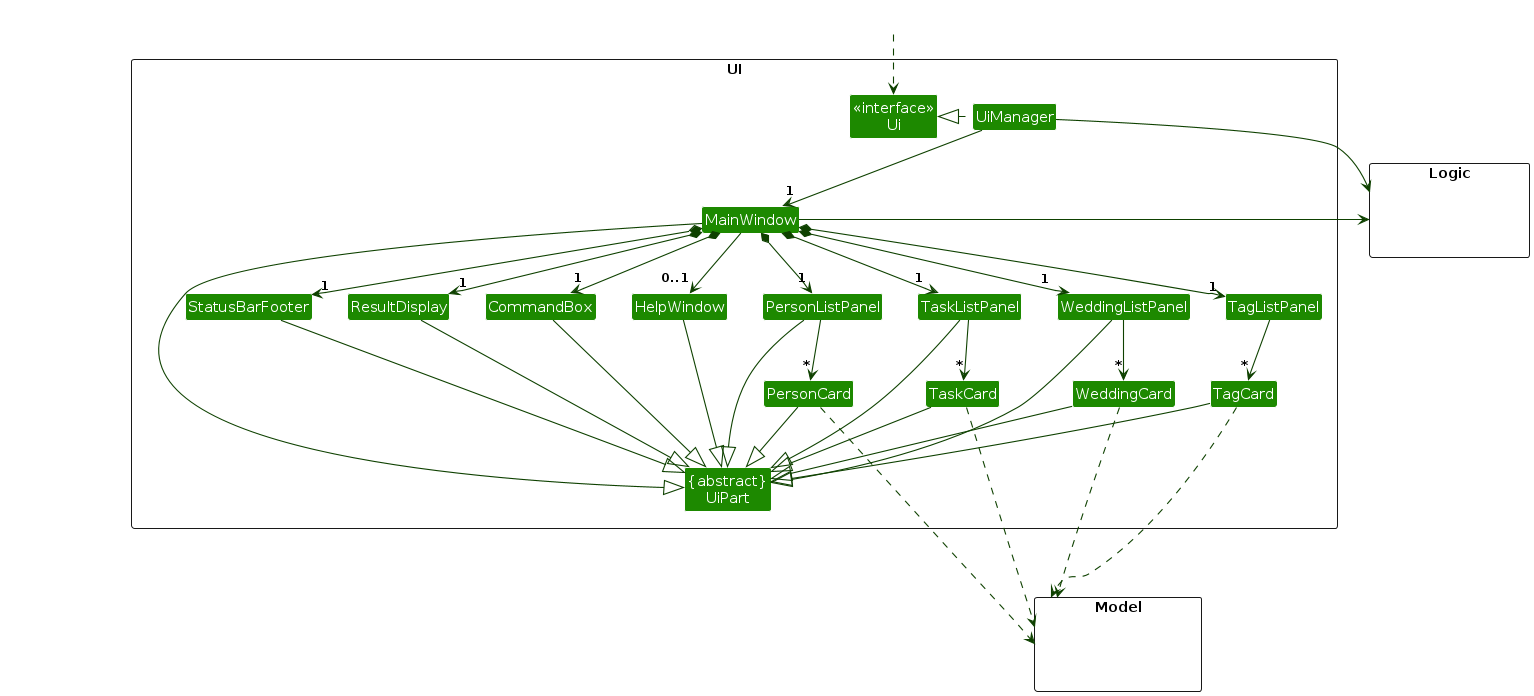 UI
«interface»
Ui
UiManager
Logic
1
MainWindow
1
1
1
0..1
1
1
1
1
StatusBarFooter
ResultDisplay
CommandBox
HelpWindow
PersonListPanel
TaskListPanel
WeddingListPanel
TagListPanel
*
*
*
*
PersonCard
TaskCard
WeddingCard
TagCard
{abstract}
UiPart
Model